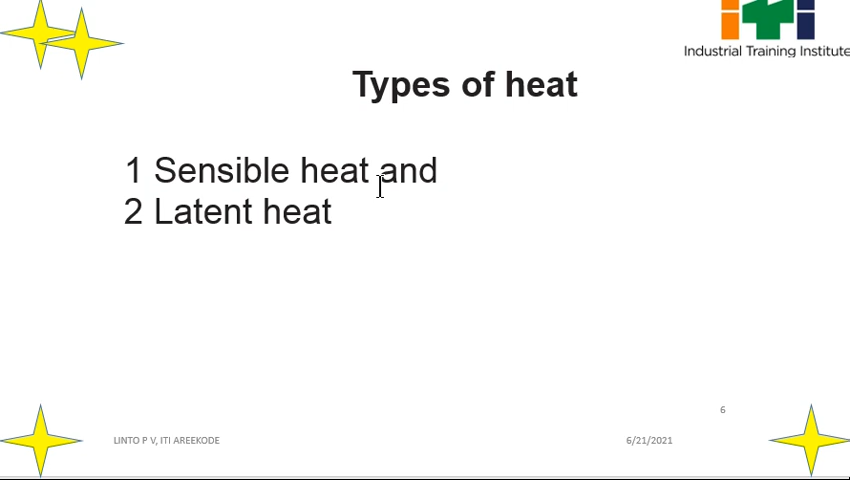 Industrial Training Institute
Types of heat
1 Sensible heat and
2 Latent heat
6
LINTO P V, ITI AREEKODE
6/21/2021